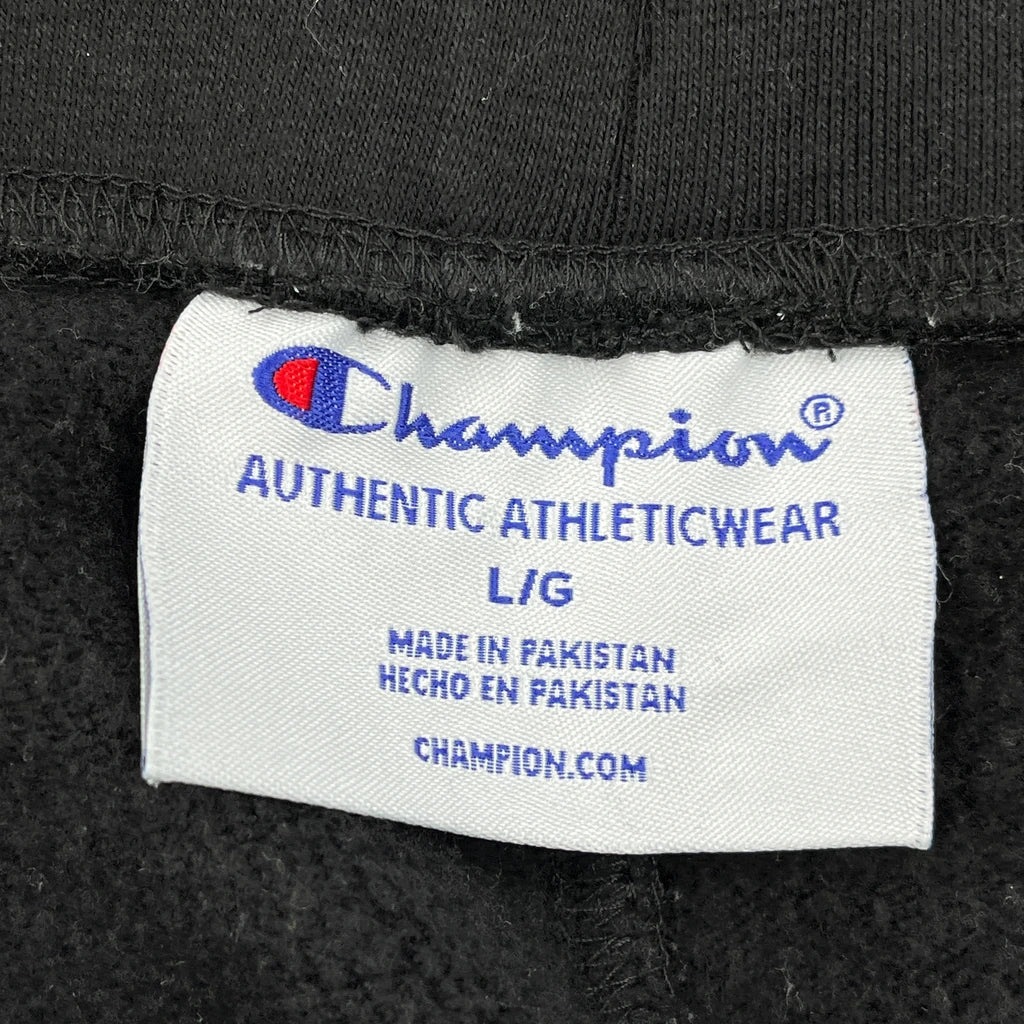 Champion®
AUTHENTIC ATHLETICWEAR
L/G
MADE IN PAKISTAN
HECHO EN PAKISTAN
CHAMPION.COM